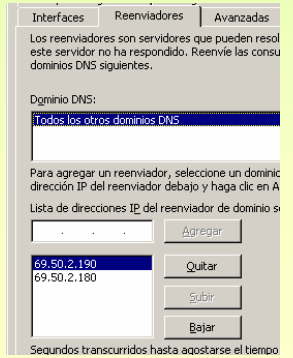 Interfaces Reenviadores Avanzadas
Los reenviadores son servidores que pueden resol
este servidor no ha respondido. Reenvíe las consu
dominios DNS siguientes.
Dominio DNS:
Todos los otros dominios DNS
Para agregar un reenviador, seleccione un dominio
dirección IP del reenviador debajo y haga clic en A
Lista de direcciones IP del reenviador de dominio s
. . . Agregar
69.50.2.190 Quitar
69.50.2.180
Subir
Bajar
Segundos transcurridos hasta agostarse el tiempo